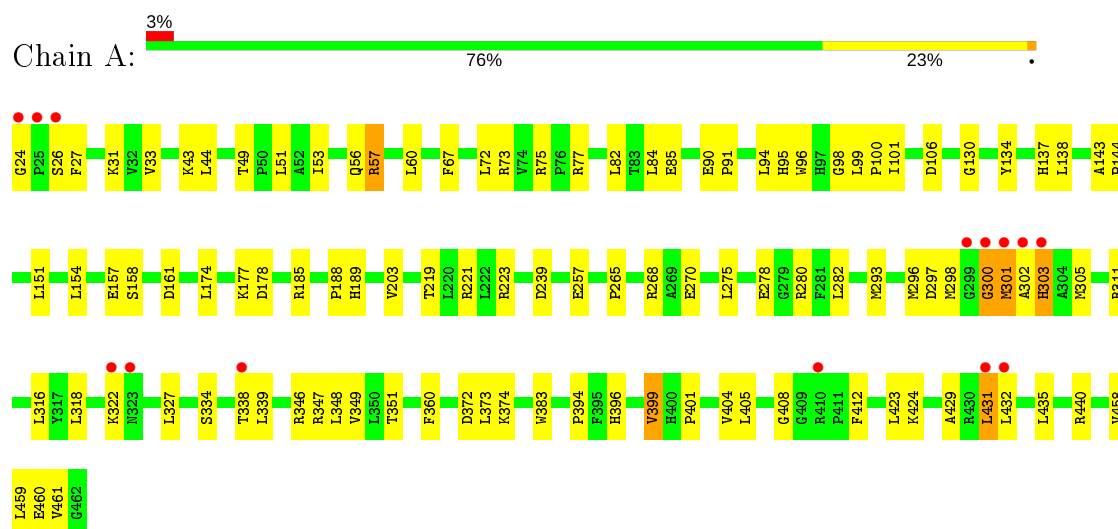 3%
Chain A:
76% 23% •
G24 P25 S26 F27 K31 V32 V33 K43 L44 T49 P50 L51 A52 I53 Q56 R57 L60 F67 L72 R73 V74 R75 P76 R77 L82 T83 L84 E85 E90 P91 L94 H95 W96 H97 G98 L99 P100 I101 D106 G130 Y134 H137 L138 A143
L151 L154 E157 S158 D161 L174 K177 D178 R185 P188 H189 V203 T219 L220 R221 L222 R223 D239 E257 P265 R268 A269 E270 L275 E278 G279 R280 F281 L282 M293 M296 D297 M298 G299 G300 M301 A302 H303 A304 M305
L316 Y317 L318 K322 N323 L327 S334 T338 L339 R346 R347 L348 V349 L350 T351 F360 D372 L373 K374 W383 P394 F395 H396 V399 H400 P401 V404 L405 G408 G409 R410 P411 F412 L423 K424 A429 R430 L431 L432 L435 R440
L459 E460 V461 G462